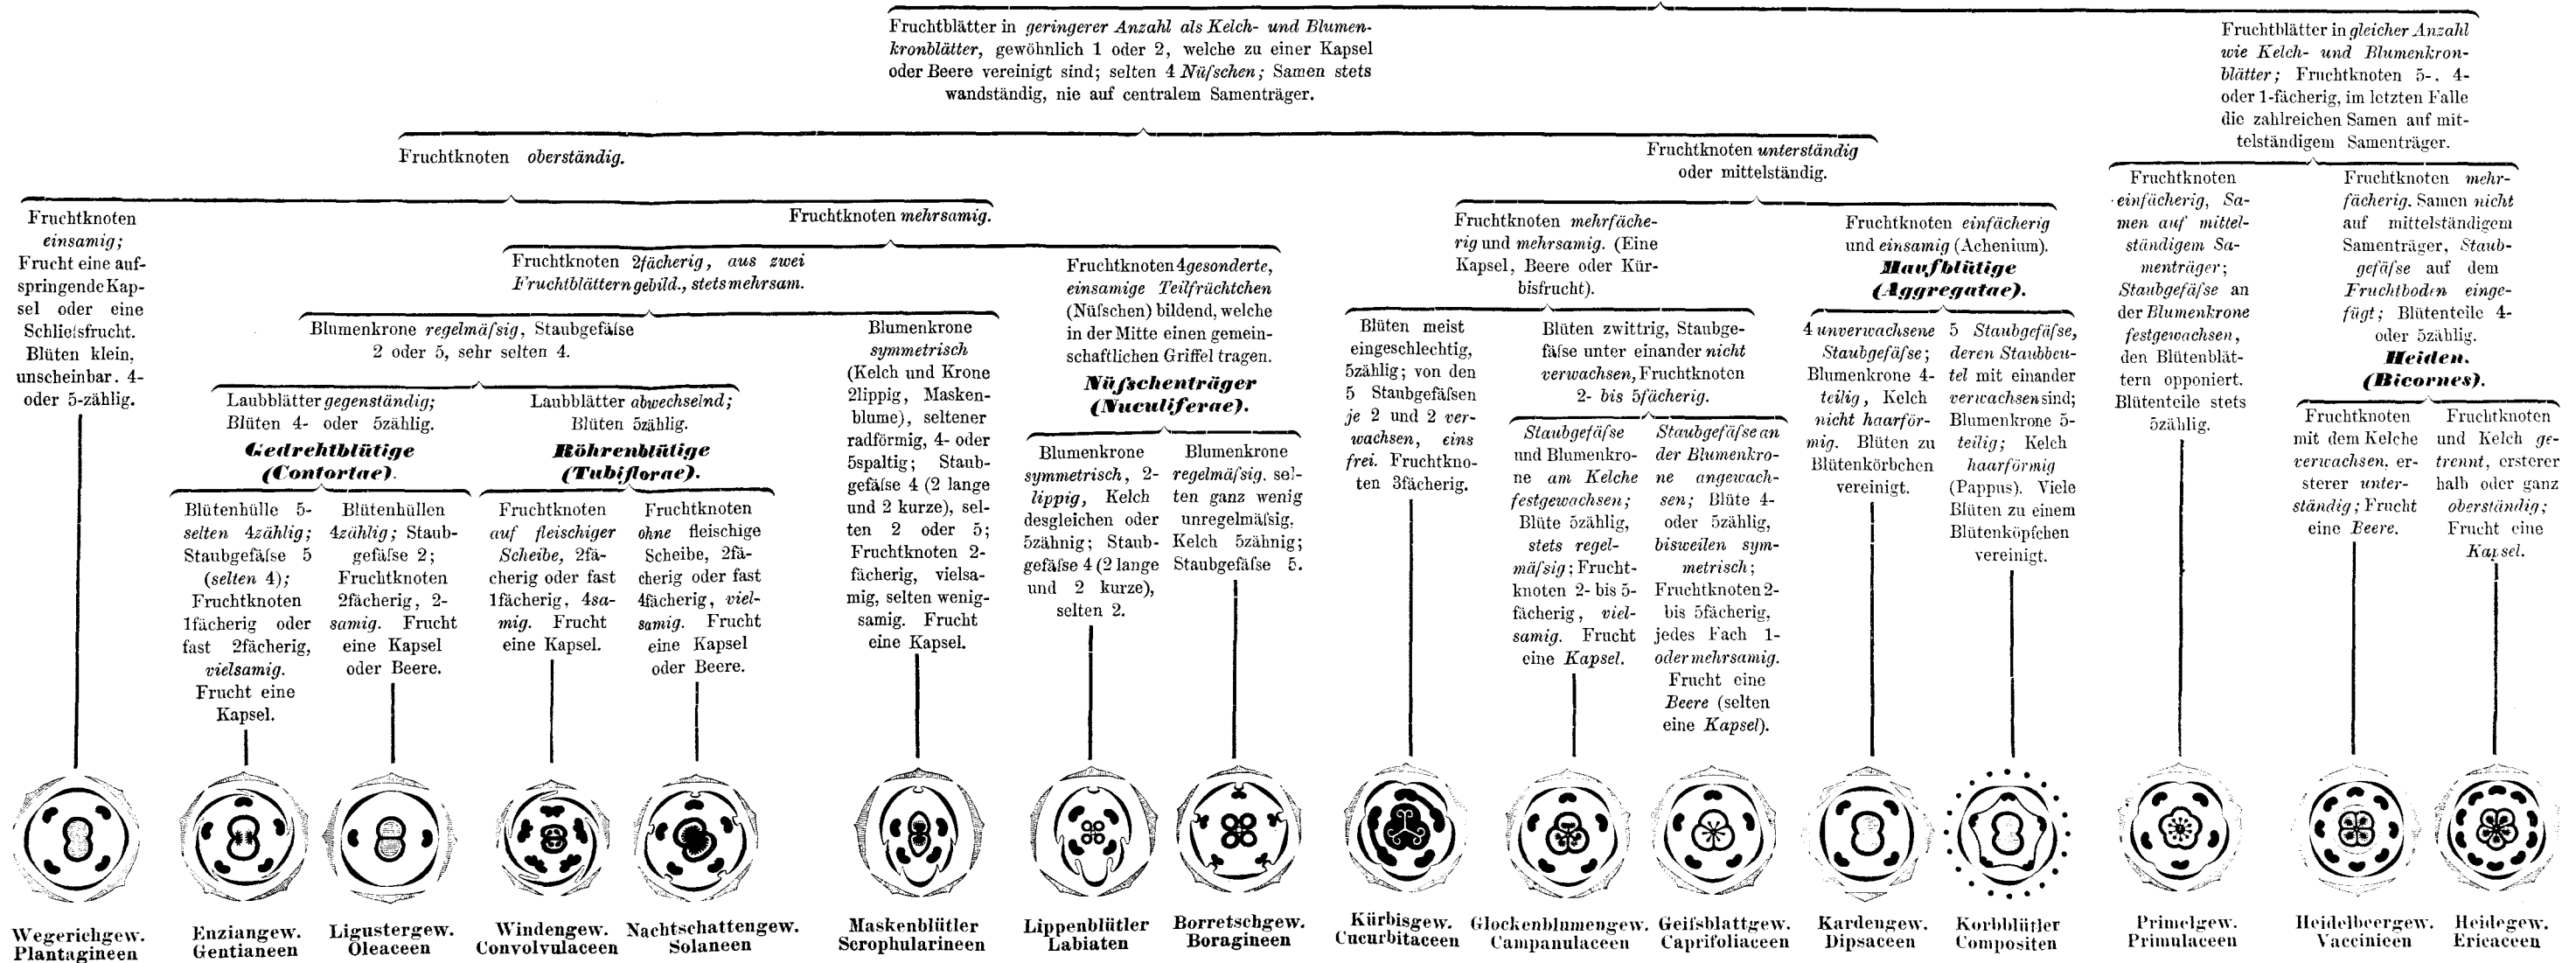 Fruchtblätter in geringerer Anzahl als Kelch- und Blumen-
kronblätter, gewöhnlich 1 oder 2, welche zu einer Kapsel
oder Beere vereinigt sind; selten 4 Nüſschen; Samen stets
wandständig, nie auf centralem Samenträger.
Fruchtblätter in gleicher Anzahl
wie Kelch- und Blumenkron-
blätter; Fruchtknoten 5-, 4-
oder 1-fächerig, im letzten Falle
die zahlreichen Samen auf mit-
telständigem Samenträger.
Fruchtknoten oberständig.
Fruchtknoten unterständig
oder mittelständig.
Fruchtknoten
einsamig;
Frucht eine auf-
springende Kap-
sel oder eine
Schlieſsfrucht.
Blüten klein,
unscheinbar. 4-
oder 5-zählig.
Fruchtknoten mehrsamig.
Fruchtknoten 2fächerig, aus zwei
Fruchtblättern gebild., stets mehrsam.
Blumenkrone regelmäſsig, Staubgefäſse
2 oder 5, sehr selten 4.
Laubblätter gegenständig;
Blüten 4- oder 5zählig.
Gedrehtblütige
(Contortae).
Blütenhülle 5-
selten 4zählig;
Staubgefäſse 5
(selten 4);
Fruchtknoten
1fächerig oder
fast 2fächerig,
vielsamig.
Frucht eine
Kapsel.
Blütenhüllen
4zählig; Staub-
gefäſse 2;
Fruchtknoten
2fächerig, 2-
samig. Frucht
eine Kapsel
oder Beere.
Laubblätter abwechselnd;
Blüten 5zählig.
Röhrenblütige
(Tubiflorae).
Fruchtknoten
auf fleischiger
Scheibe, 2fä-
cherig oder fast
1fächerig, 4sa-
mig. Frucht
eine Kapsel.
Fruchtknoten
ohne fleischige
Scheibe, 2fä-
cherig oder fast
4fächerig, viel-
samig. Frucht
eine Kapsel
oder Beere.
Blumenkrone
symmetrisch
(Kelch und Krone
2lippig, Masken-
blume), seltener
radförmig, 4- oder
5spaltig; Staub-
gefäſse 4 (2 lange
und 2 kurze), sel-
ten 2 oder 5;
Fruchtknoten 2-
fächerig, vielsa-
mig, selten wenig-
samig. Frucht
eine Kapsel.
Fruchtknoten 4 gesonderte,
einsamige Teilfrüchtchen
(Nüſschen) bildend, welche
in der Mitte einen gemein-
schaftlichen Griffel tragen.
Nüſschenträger
(Nuculiferae).
Blumenkrone
symmetrisch, 2-
lippig, Kelch
desgleichen oder
5zähnig; Staub-
gefäſse 4 (2 lange
und 2 kurze),
selten 2.
Blumenkrone
regelmäſsig. sel-
ten ganz wenig
unregelmäſsig.
Kelch 5zähnig;
Staubgefäſse 5.
Fruchtknoten mehrfäche-
rig und mehrsamig. (Eine
Kapsel, Beere oder Kür-
bisfrucht).
Blüten meist
eingeschlechtig,
5zählig; von den
5 Staubgefäſsen
je 2 und 2 ver-
wachsen, eins
frei. Fruchtkno-
ten 3fächerig.
Blüten zwittrig, Staubge-
fäſse unter einander nicht
verwachsen, Fruchtknoten
2- bis 5fächerig.
Staubgefäſse
und Blumenkro-
ne am Kelche
festgewachsen;
Blüte 5zählig,
stets regel-
mäſsig; Frucht-
knoten 2- bis 5-
fächerig, viel-
samig. Frucht
eine Kapsel.
Staubgefäſse an
der Blumenkro-
ne angewach-
sen; Blüte 4-
oder 5zählig,
bisweilen sym-
metrisch;
Fruchtknoten 2-
bis 5fächerig,
jedes Fach 1-
oder mehrsamig.
Frucht eine
Beere (selten
eine Kapsel).
Fruchtknoten einfächerig
und einsamig (Achenium).
Haufblütige
(Aggregatae).
4 unverwachsene
Staubgefäſse;
Blumenkrone 4-
teilig, Kelch
nicht haarför-
mig. Blüten zu
Blütenkörbchen
vereinigt.
5 Staubgefäſse,
deren Staubbeu-
tel mit einander
verwachsen sind;
Blumenkrone 5-
teilig; Kelch
haarförmig
(Pappus). Viele
Blüten zu einem
Blütenköpfchen
vereinigt.
Fruchtknoten
einfächerig, Sa-
men auf mittel-
ständigem Sa-
menträger;
Staubgefäſse an
der Blumenkrone
festgewachsen,
den Blütenblät-
tern opponiert.
Blütenteile stets
5zählig.
Fruchtknoten mehr-
fächerig. Samen nicht
auf mittelständigem
Samenträger, Staub-
gefäſse auf dem
Fruchtboden einge-
fügt; Blütenteile 4-
oder 5zählig.
Heiden.
(Bicornes).
Fruchtknoten
mit dem Kelche
verwachsen, er-
sterer unter-
ständig; Frucht
eine Beere.
Fruchtknoten
und Kelch ge-
trennt, ersterer
halb oder ganz
oberständig;
Frucht eine
Kapsel.
Wegerichgew.
Plantagineen
Enziangew.
Gentianeen
Ligustergew.
Oleaceen
Windengew.
Convolvulaceen
Nachtschattengew.
Solaneen
Maskenblütler
Scrophularineen
Lippenblütler
Labiaten
Borretschgew.
Boragineen
Kürbisgew.
Cucurbitaceen
Glockenblumengew.
Campanulaceen
Geiſsblattgew.
Caprifoliaceen
Kardengew.
Dipsaceen
Korbblütler
Compositen
Primelgew.
Primulaceen
Heidelbeergew.
Vaccinieen
Heidegew.
Ericaceen